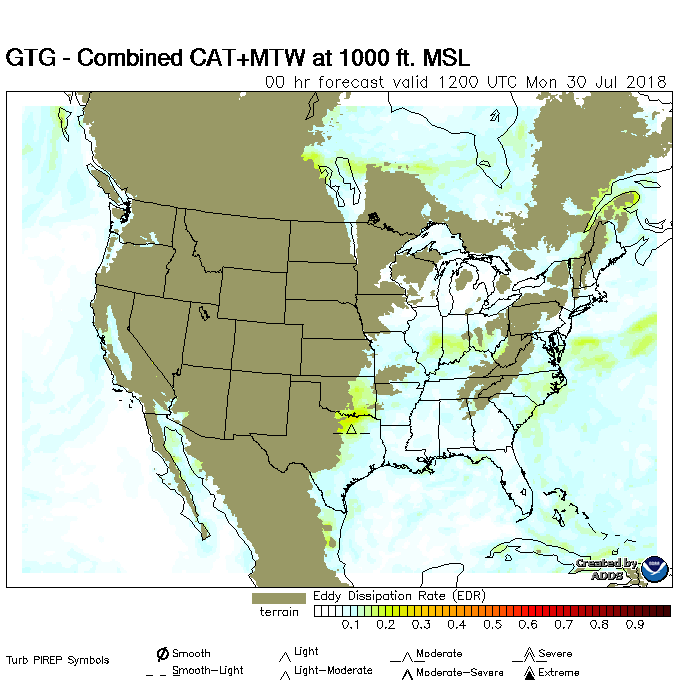 GTG - Combined CAT+MTW at 1000 ft. MSL
00 hr forecast valid 1200 UTC Mon 30 Jul 2018
Created by
ADDS
Eddy Dissipation Rate (EDR)
terrain
0.1 0.2 0.3 0.4 0.5 0.6 0.7 0.8 0.9
Turb PIREP Symbols
Smooth
Light
Moderate
Severe
Smooth-Light
Light-Moderate
Moderate-Severe
Extreme